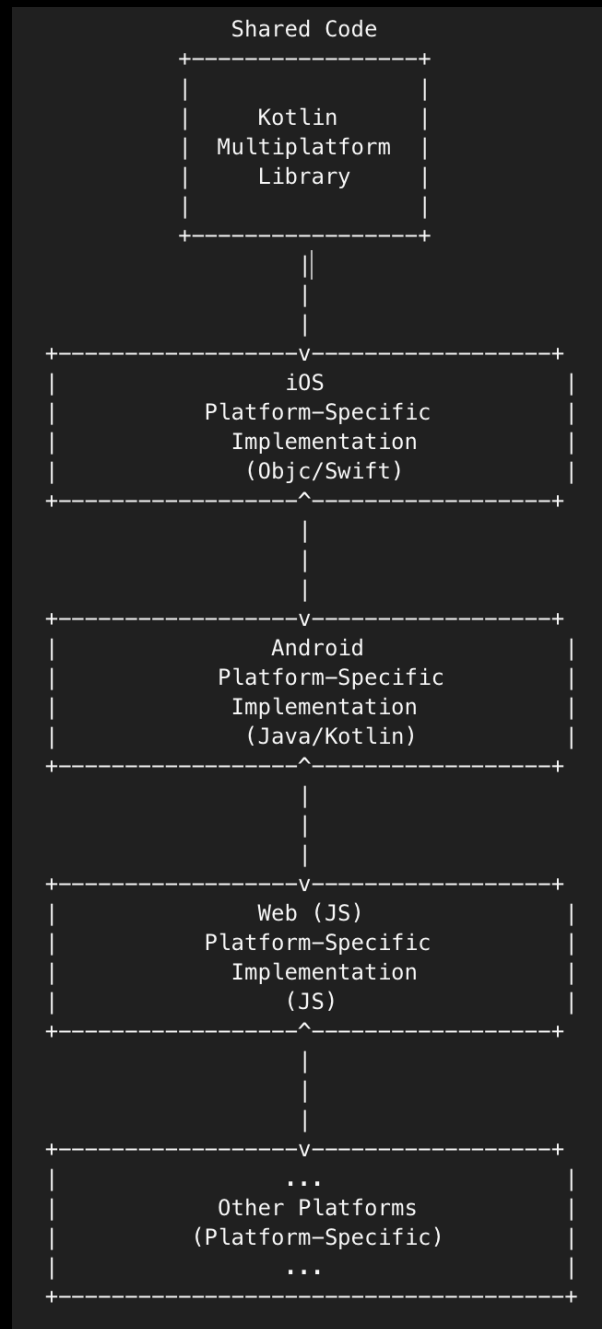 Shared Code
Kotlin
Multiplatform
Library
iOS
Platform-Specific
Implementation
(Objc/Swift)
Android
Platform-Specific
Implementation
(Java/Kotlin)
Web (JS)
Platform-Specific
Implementation
(JS)
...
Other Platforms
(Platform-Specific)
...